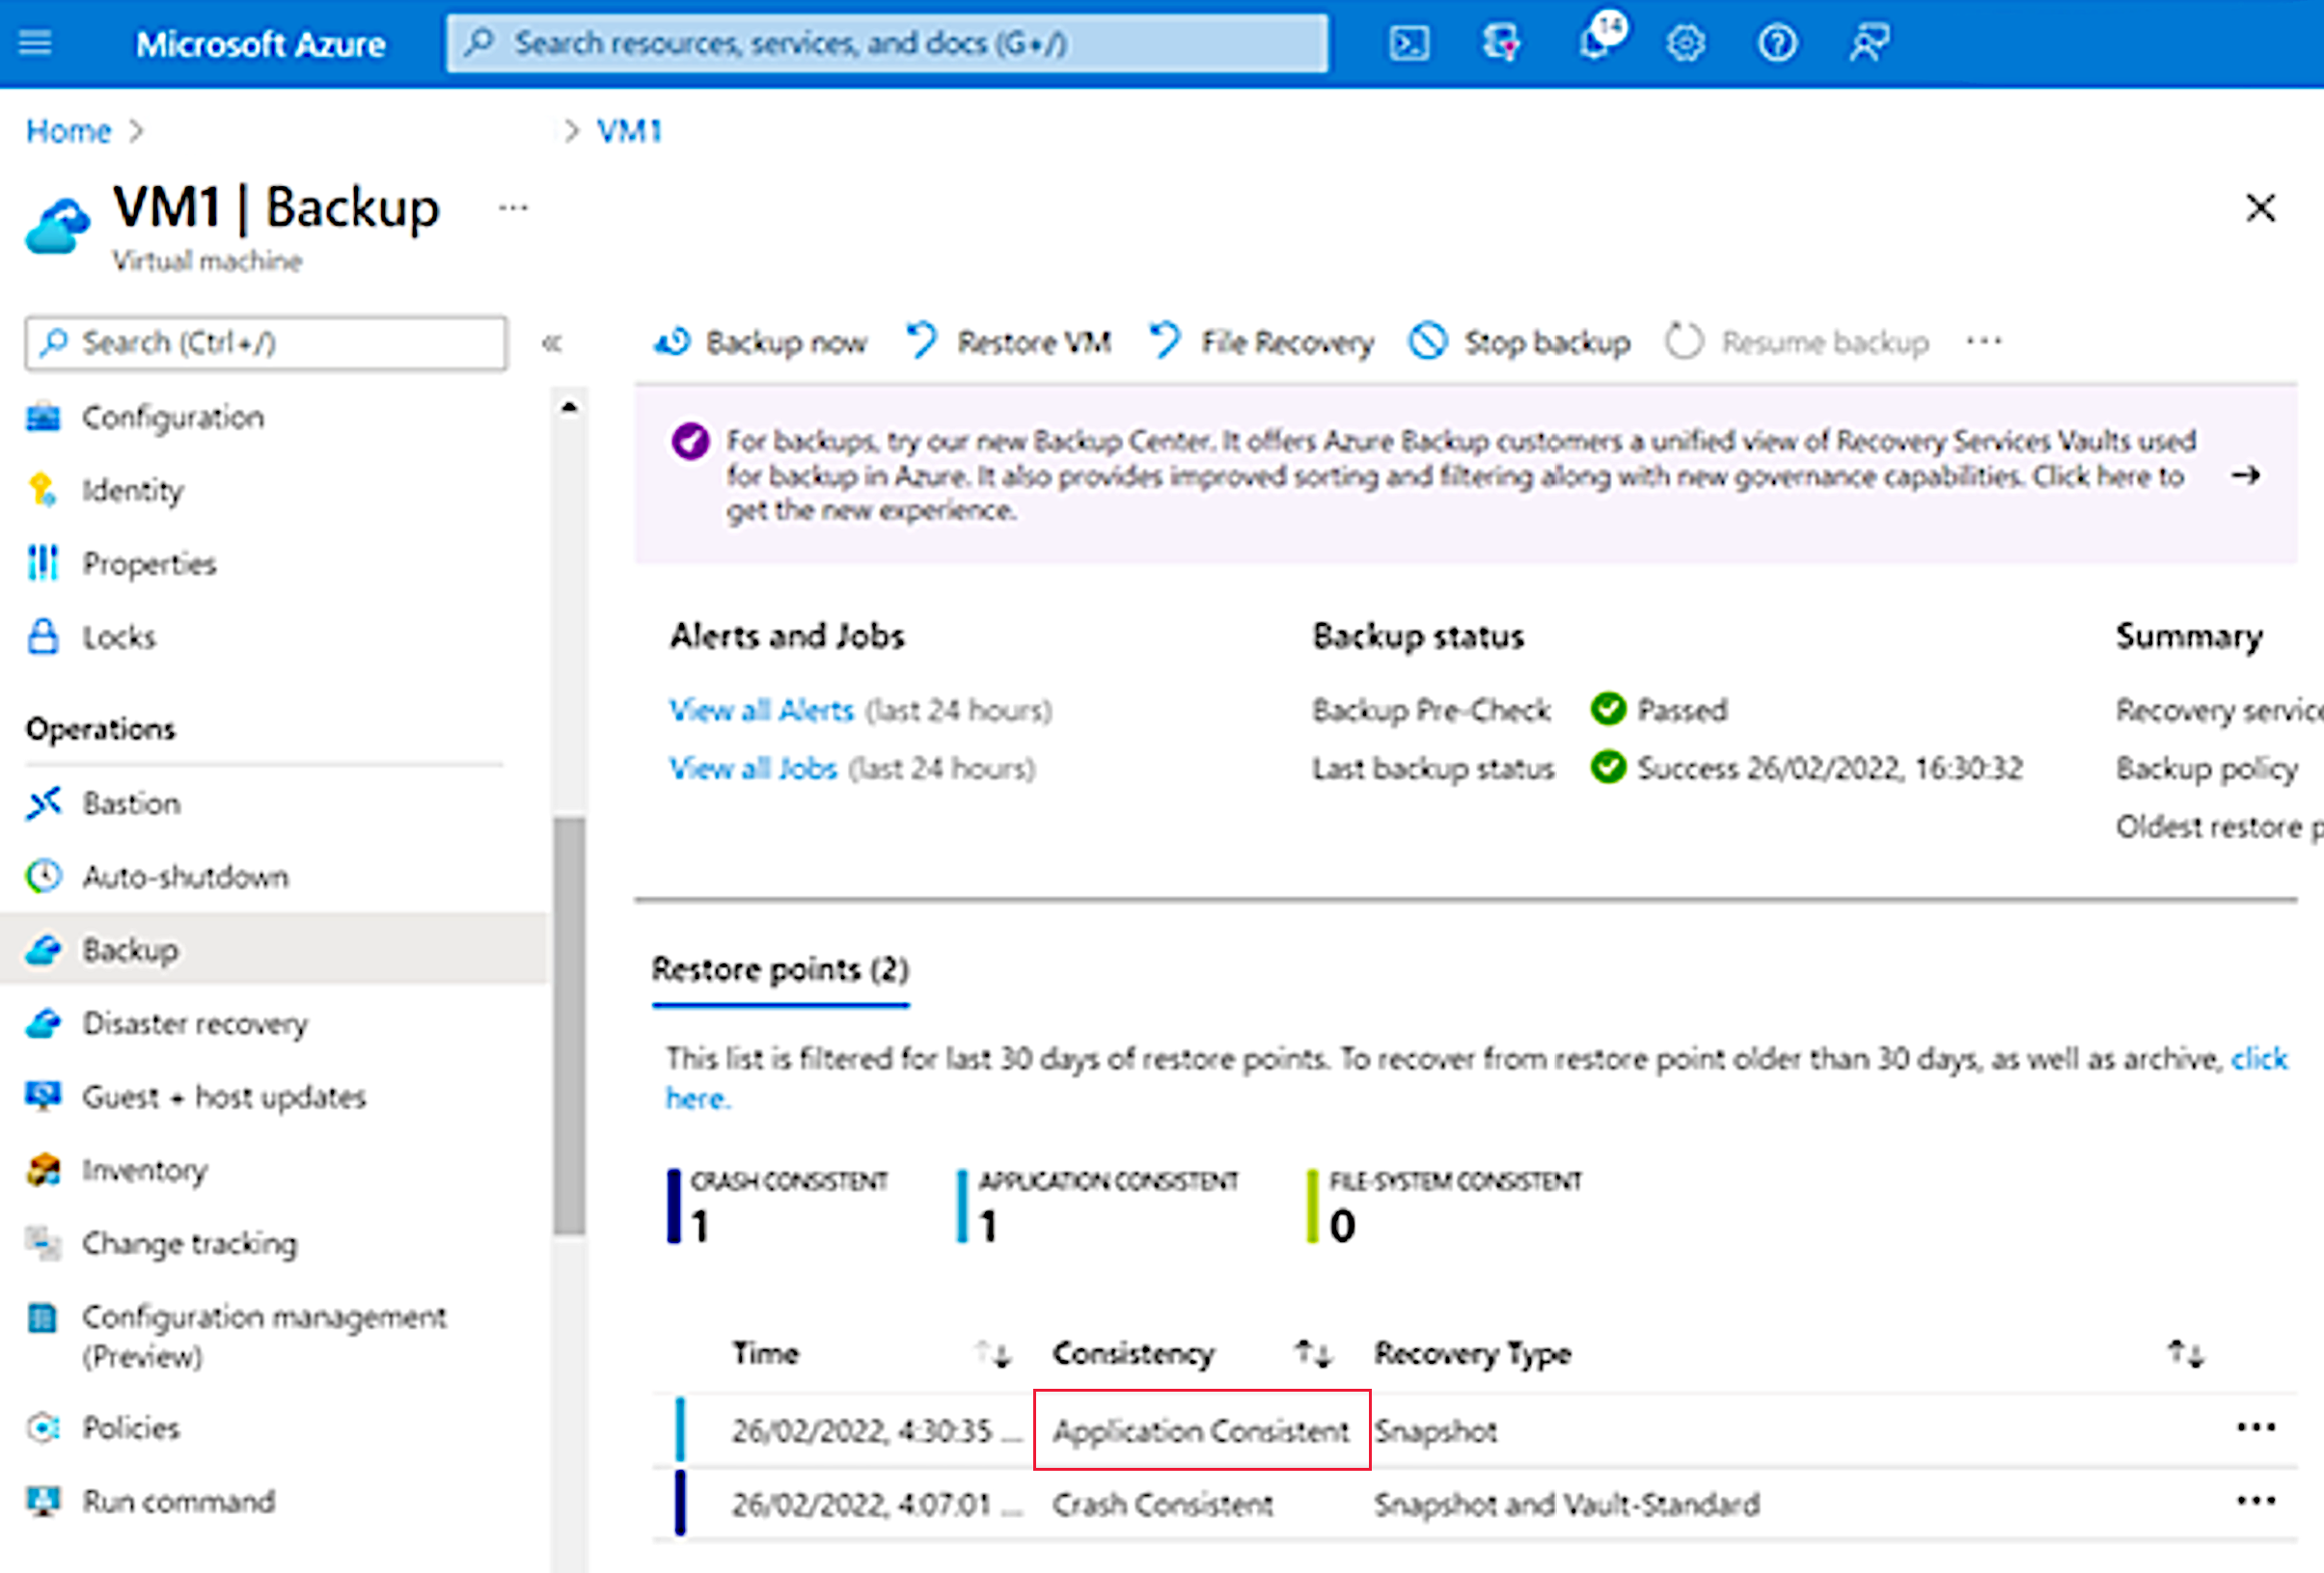 Microsoft Azure
Search resources, services, and docs (G+/)
14
Home > > VM1
VM1 | Backup ...
Virtual machine
Search (Ctrl+/)
«
Configuration
Identity
Properties
Locks
Operations
Bastion
Auto-shutdown
Backup
Disaster recovery
Guest + host updates
Inventory
Change tracking
Configuration management
(Preview)
Policies
Run command
Backup now Restore VM File Recovery Stop backup Resume backup ...
For backups, try our new Backup Center. It offers Azure Backup customers a unified view of Recovery Services Vaults used
for backup in Azure. It also provides improved sorting and filtering along with new governance capabilities. Click here to
get the new experience.
Alerts and Jobs
View all Alerts (last 24 hours)
View all Jobs (last 24 hours)
Backup status
Backup Pre-Check Passed
Last backup status Success 26/02/2022, 16:30:32
Summary
Recovery service
Backup policy
Oldest restore p
Restore points (2)
This list is filtered for last 30 days of restore points. To recover from restore point older than 30 days, as well as archive, click
here.
CRASH CONSISTENT
1
APPLICATION CONSISTENT
1
FILE-SYSTEM CONSISTENT
0
Time Consistency Recovery Type
26/02/2022, 4:30:35 ... Application Consistent Snapshot ...
26/02/2022, 4:07:01 ... Crash Consistent Snapshot and Vault-Standard ...